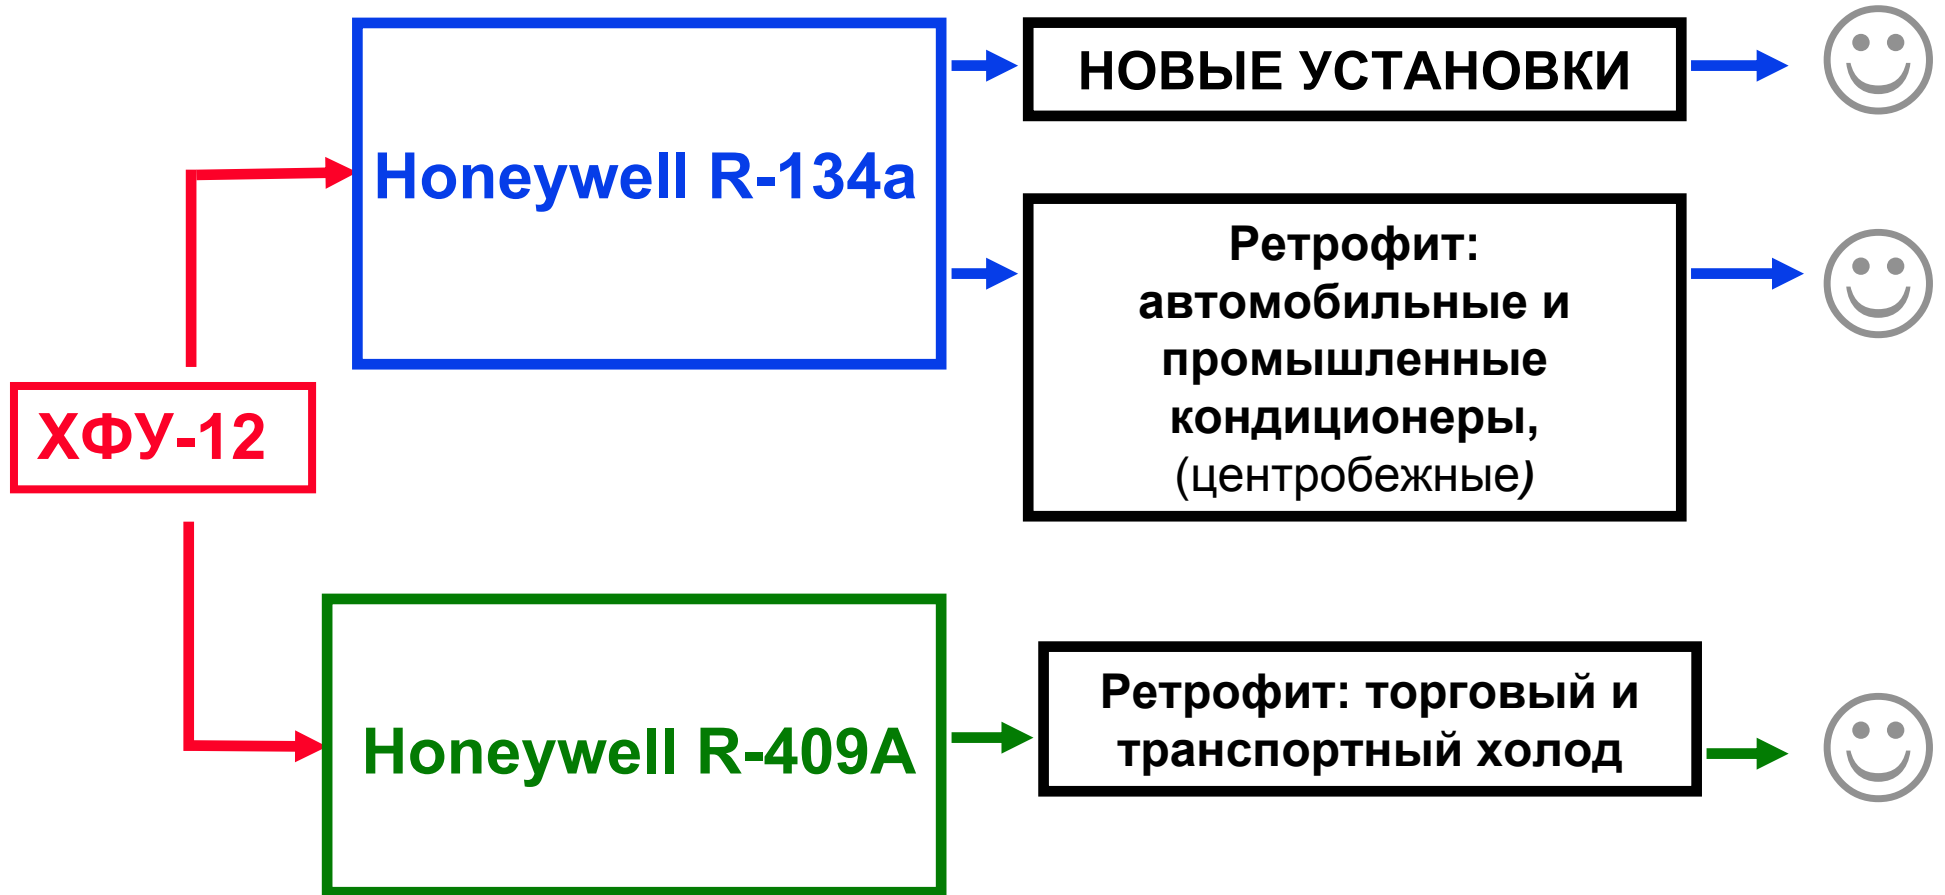 ХФУ-12
Honeywell R-134a
НОВЫЕ УСТАНОВКИ
Ретрофит:
автомобильные и
промышленные
кондиционеры,
(центробежные)
Honeywell R-409A
Ретрофит: торговый и
транспортный холод